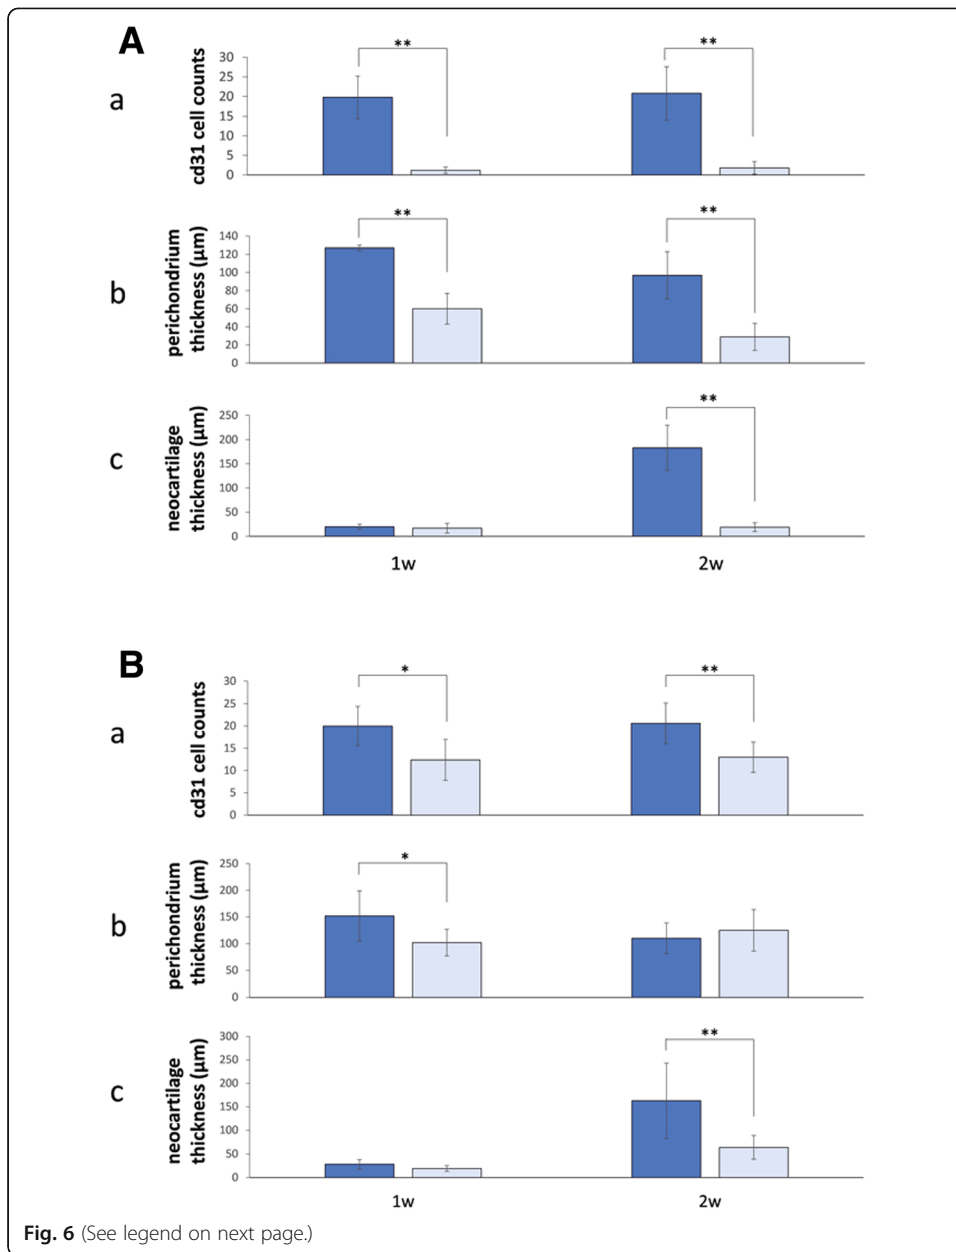 A
**
**
a
cd31 cell counts
30
25
20
15
10
5
0
**
**
b
perichondrium
thickness (µm)
140
120
100
80
60
40
20
0
**
c
neocartilage
thickness (µm)
250
200
150
100
50
0
1w
2w
B
*
**
a
cd31 cell counts
30
25
20
15
10
5
0
*
b
perichondrium
thickness (µm)
250
200
150
100
50
0
**
c
neocartilage
thickness (µm)
300
250
200
150
100
50
0
1w
2w
Fig. 6 (See legend on next page.)